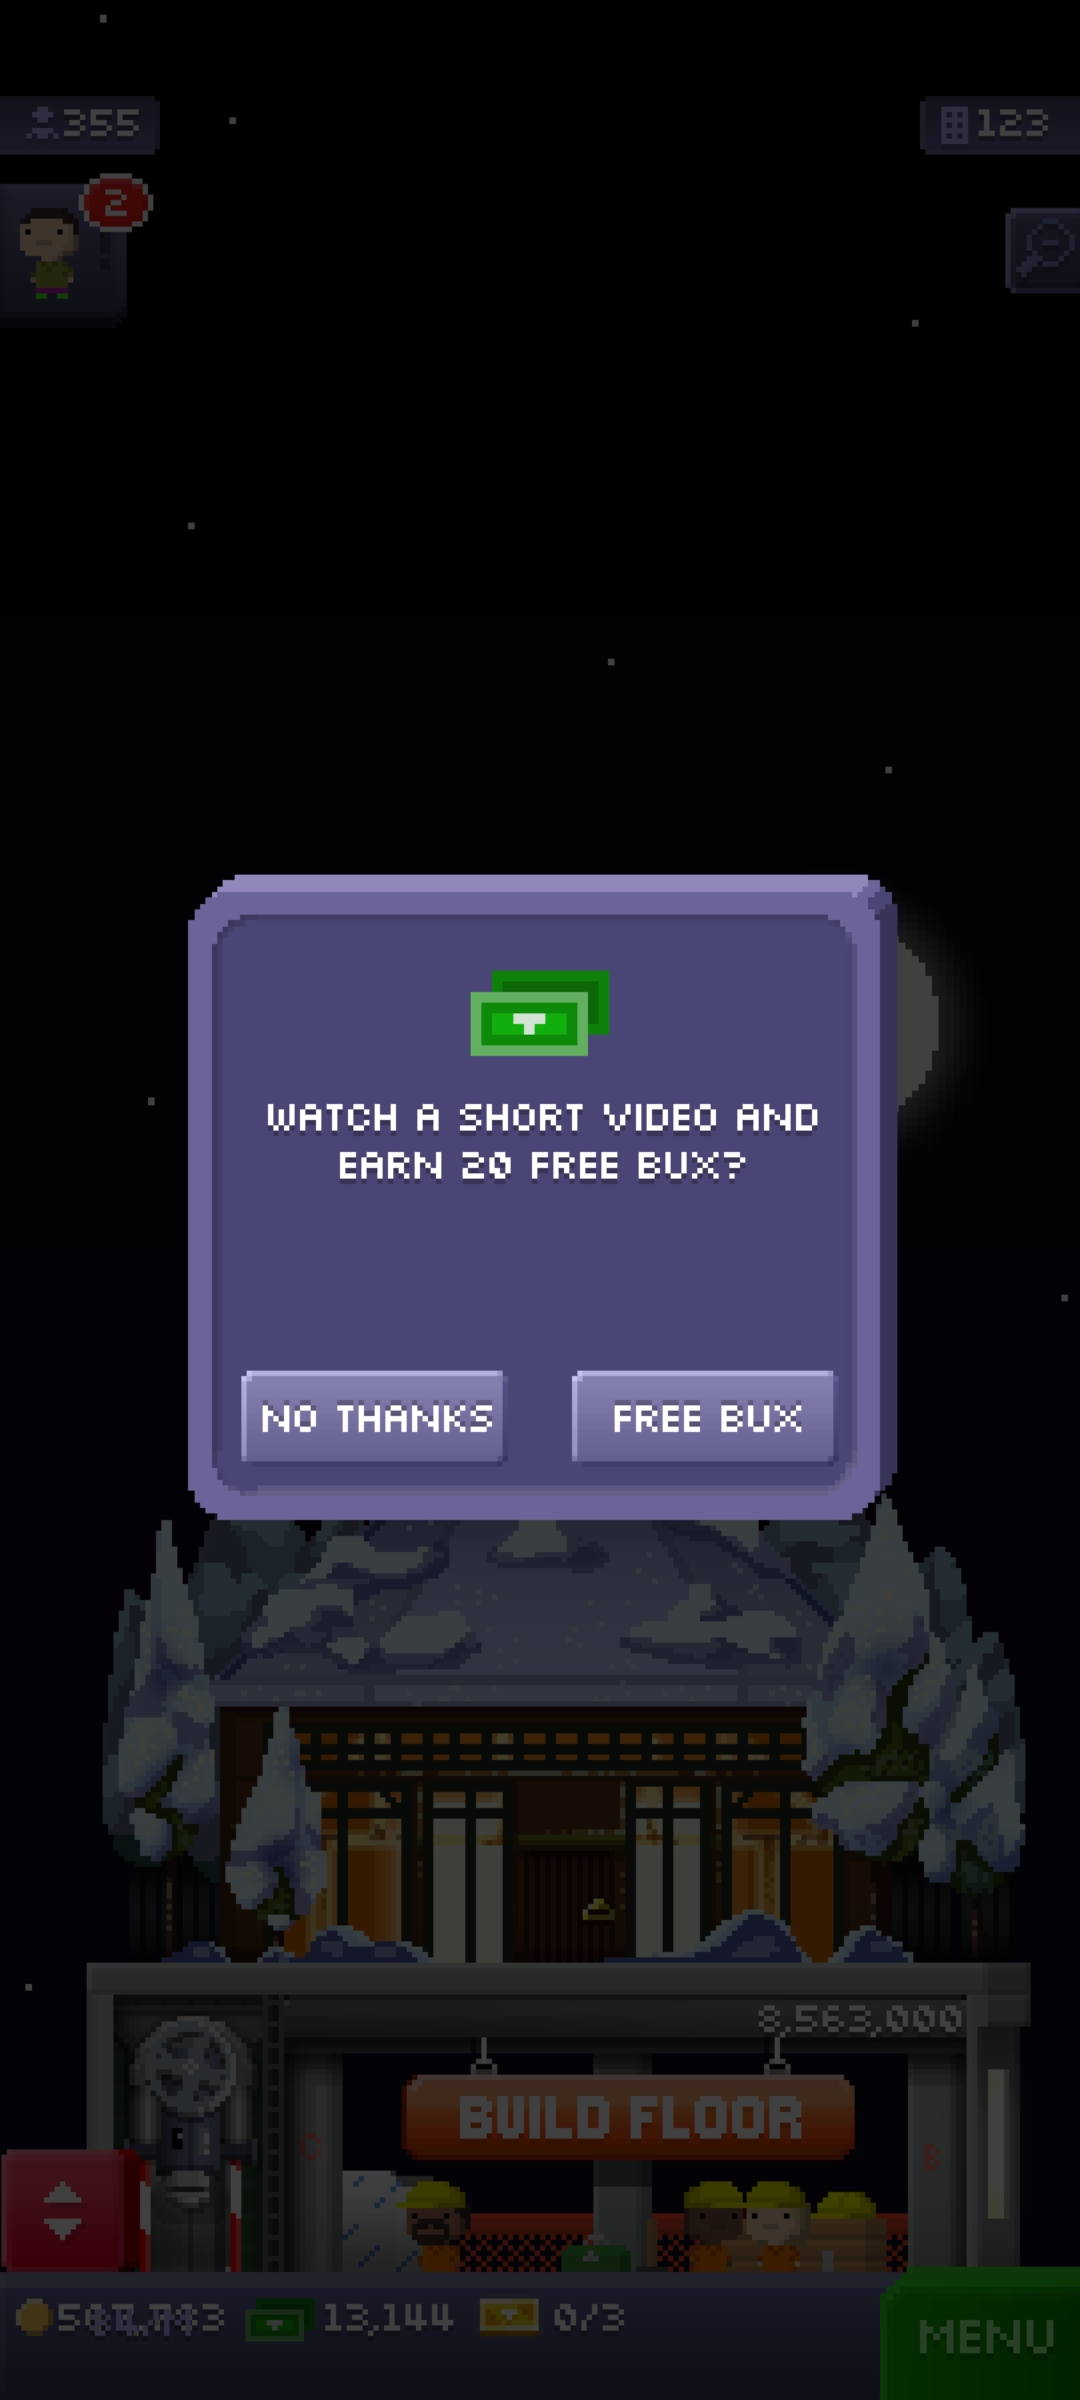 355
123
2
WATCH A SHORT VIDEO AND
EARN 20 FREE BUX?
NO THANKS
FREE BUX
8,563,000
BUILD FLOOR
13,144
0/3
MENU